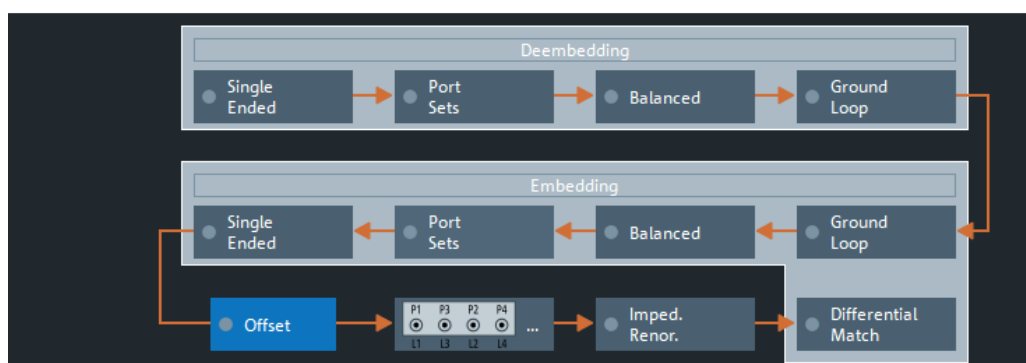 Deembedding
Single
Ended
Port
Sets
Balanced
Ground
Loop
Embedding
Single
Ended
Port
Sets
Balanced
Ground
Loop
Offset
P1 P3 P2 P4
...
L1 L3 L2 L4
Imped.
Renor.
Differential
Match